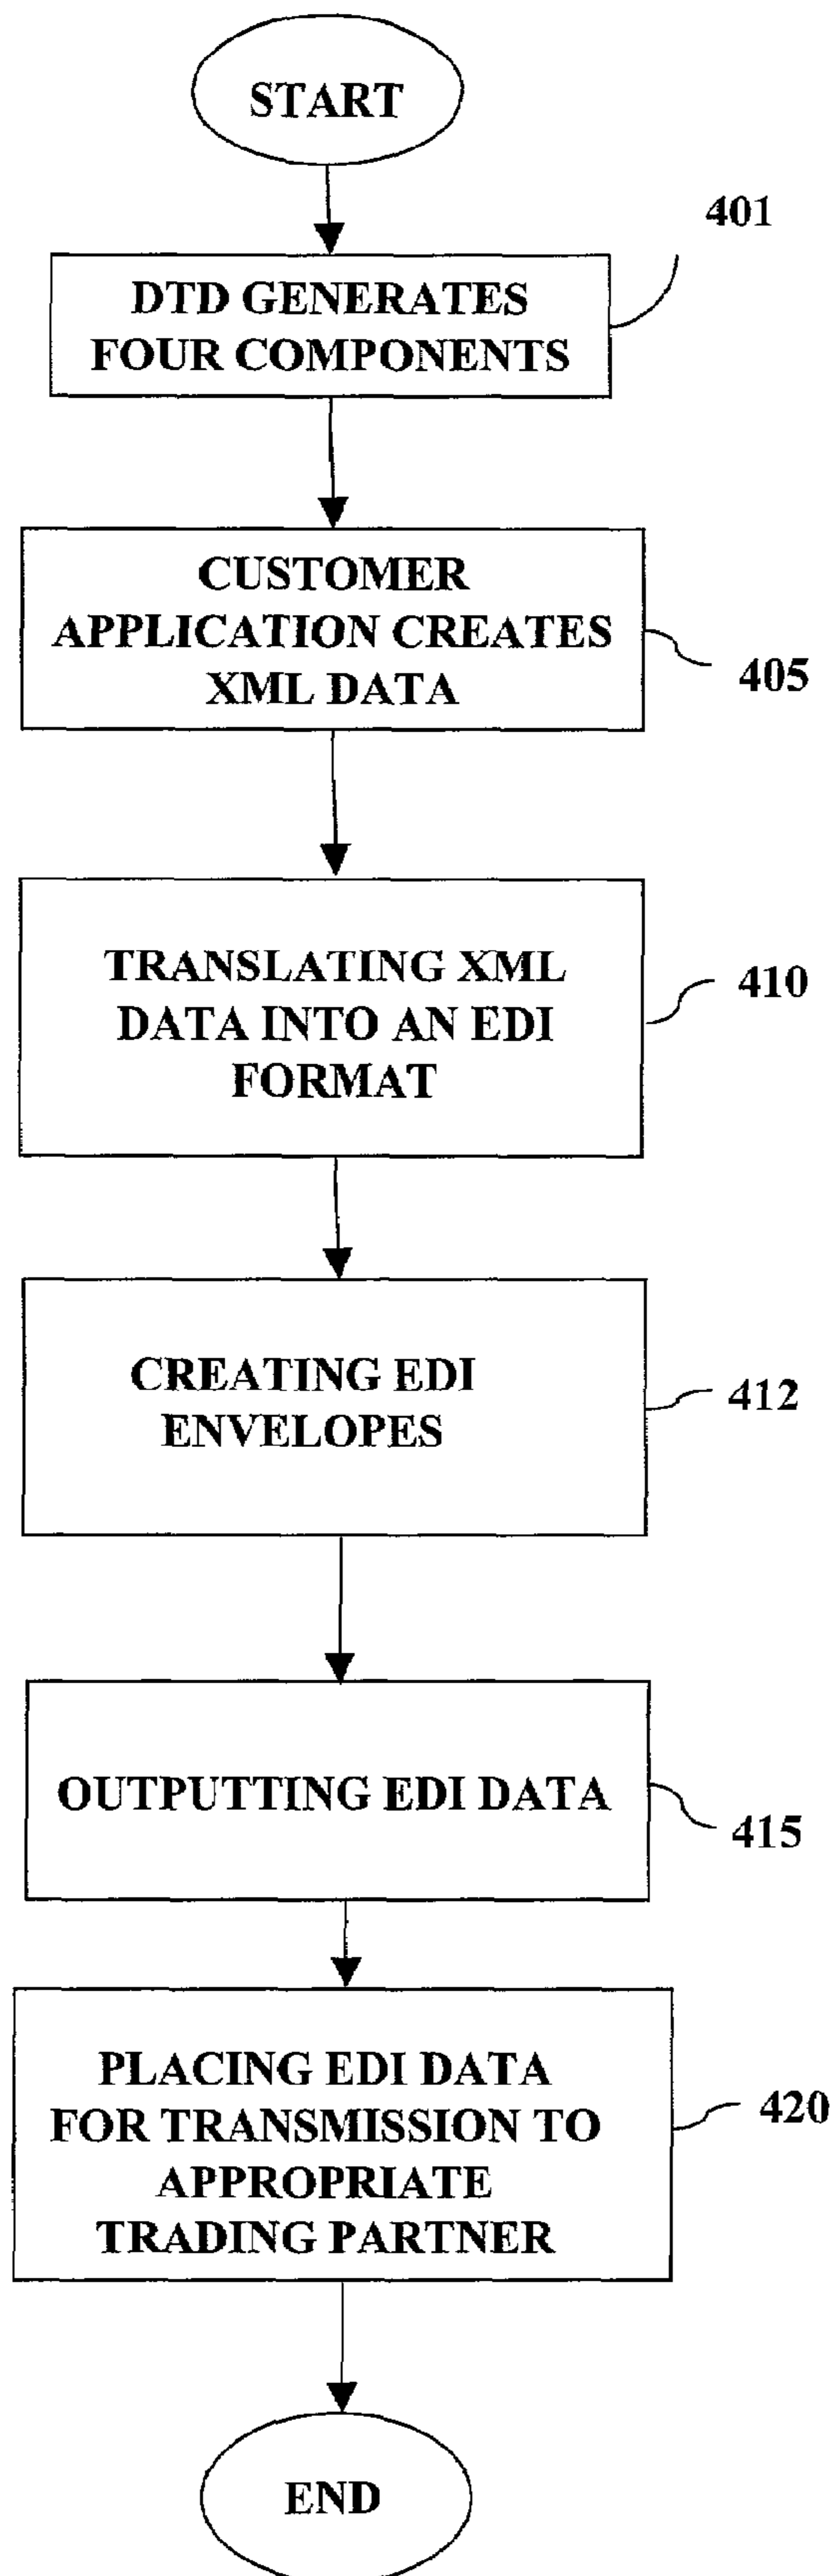 START
401
DTD GENERATES
FOUR COMPONENTS
CUSTOMER
APPLICATION CREATES
XML DATA
405
TRANSLATING XML
DATA INTO AN EDI
FORMAT
410
CREATING EDI
ENVELOPES
412
OUTPUTTING EDI DATA
415
PLACING EDI DATA
FOR TRANSMISSION TO
APPROPRIATE
TRADING PARTNER
420
END